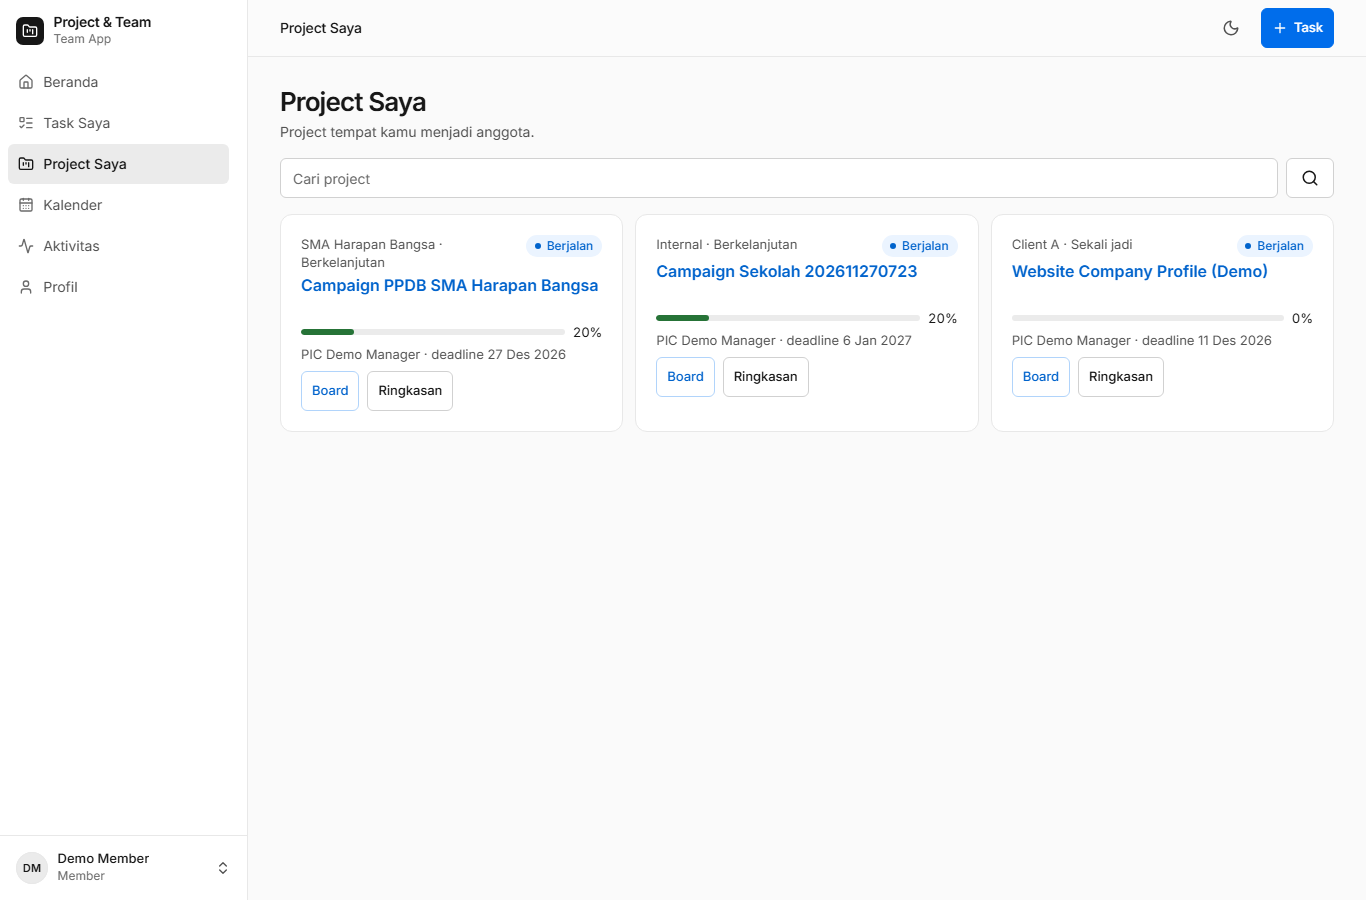 Project & Team
Team App
Beranda
Task Saya
Project Saya
Kalender
Aktivitas
Profil
Demo Member
Member
DM
Project Saya
Task
Project Saya
Project tempat kamu menjadi anggota.
Cari project
SMA Harapan Bangsa ·
Berkelanjutan
Berjalan
Campaign PPDB SMA Harapan Bangsa
20%
PIC Demo Manager · deadline 27 Des 2026
Board
Ringkasan
Internal · Berkelanjutan
Berjalan
Campaign Sekolah 202611270723
20%
PIC Demo Manager · deadline 6 Jan 2027
Board
Ringkasan
Client A · Sekali jadi
Berjalan
Website Company Profile (Demo)
0%
PIC Demo Manager · deadline 11 Des 2026
Board
Ringkasan